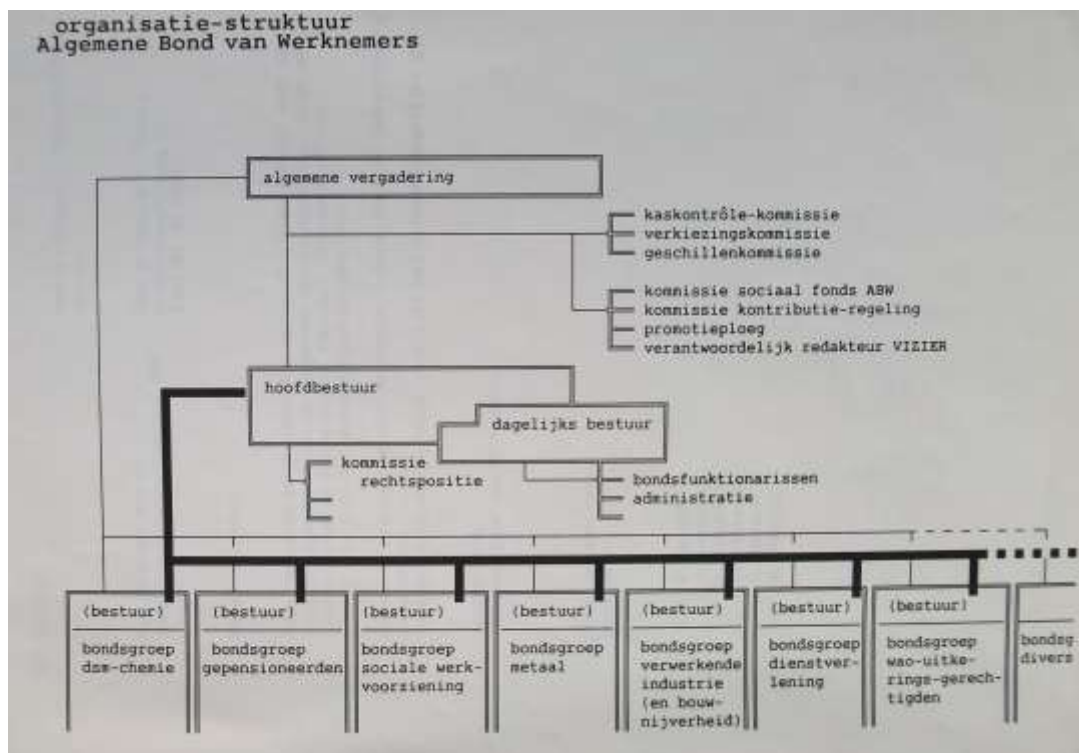 organisatie-struktuur
Algemene Bond van Werknemers
algemene vergadering
kaskontrôle-kommissie
verkiezingskommissie
geschillenkommissie
kommissie sociaal fonds ABW
kommissie kontributie-regeling
promotieploeg
verantwoordelijk redakteur VIZIER
hoofdbestuur
dagelijks bestuur
kommissie
rechtspositie
bondsfunktionarissen
administratie
(bestuur)
bondsgroep
dsm-chemie
(bestuur)
bondsgroep
gepensioneerden
(bestuur)
bondsgroep
sociale werk-
voorziening
(bestuur)
bondsgroep
metaal
(bestuur)
bondsgroep
verwerkende
industrie
(en bouw-
nijverheid)
(bestuur)
bondsgroep
dienstver-
lening
(bestuur)
bondsgroep
wao-uitke-
rings-gerech-
tigden
bondsg
divers